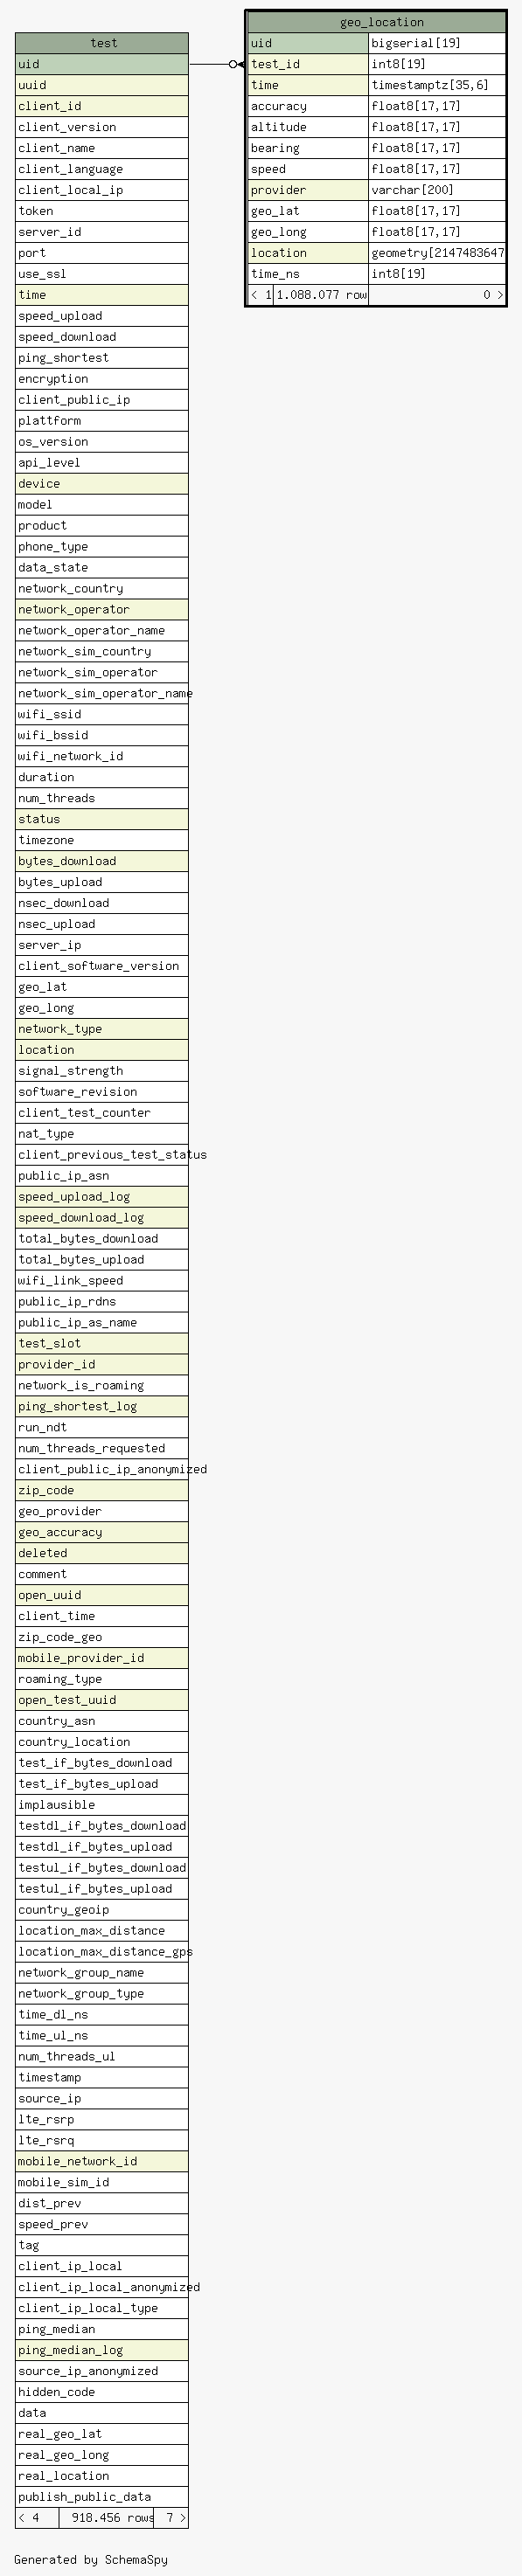 geo_location
uid bigserial[19]
test_id int8[19]
time timestamptz[35,6]
accuracy float8[17,17]
altitude float8[17,17]
bearing float8[17,17]
speed float8[17,17]
provider varchar[200]
geo_lat float8[17,17]
geo_long float8[17,17]
location geometry[2147483647
time_ns int8[19]
< 1 1.088.077 row 0 >
test
uid
uuid
client_id
client_version
client_name
client_language
client_local_ip
token
server_id
port
use_ssl
time
speed_upload
speed_download
ping_shortest
encryption
client_public_ip
plattform
os_version
api_level
device
model
product
phone_type
data_state
network_country
network_operator
network_operator_name
network_sim_country
network_sim_operator
network_sim_operator_name
wifi_ssid
wifi_bssid
wifi_network_id
duration
num_threads
status
timezone
bytes_download
bytes_upload
nsec_download
nsec_upload
server_ip
client_software_version
geo_lat
geo_long
network_type
location
signal_strength
software_revision
client_test_counter
nat_type
client_previous_test_status
public_ip_asn
speed_upload_log
speed_download_log
total_bytes_download
total_bytes_upload
wifi_link_speed
public_ip_rdns
public_ip_as_name
test_slot
provider_id
network_is_roaming
ping_shortest_log
run_ndt
num_threads_requested
client_public_ip_anonymized
zip_code
geo_provider
geo_accuracy
deleted
comment
open_uuid
client_time
zip_code_geo
mobile_provider_id
roaming_type
open_test_uuid
country_asn
country_location
test_if_bytes_download
test_if_bytes_upload
implausible
testdl_if_bytes_download
testdl_if_bytes_upload
testul_if_bytes_download
testul_if_bytes_upload
country_geoip
location_max_distance
location_max_distance_gps
network_group_name
network_group_type
time_dl_ns
time_ul_ns
num_threads_ul
timestamp
source_ip
lte_rsrp
lte_rsrq
mobile_network_id
mobile_sim_id
dist_prev
speed_prev
tag
client_ip_local
client_ip_local_anonymized
client_ip_local_type
ping_median
ping_median_log
source_ip_anonymized
hidden_code
data
real_geo_lat
real_geo_long
real_location
publish_public_data
< 4 918.456 rows 7 >
Generated by SchemaSpy